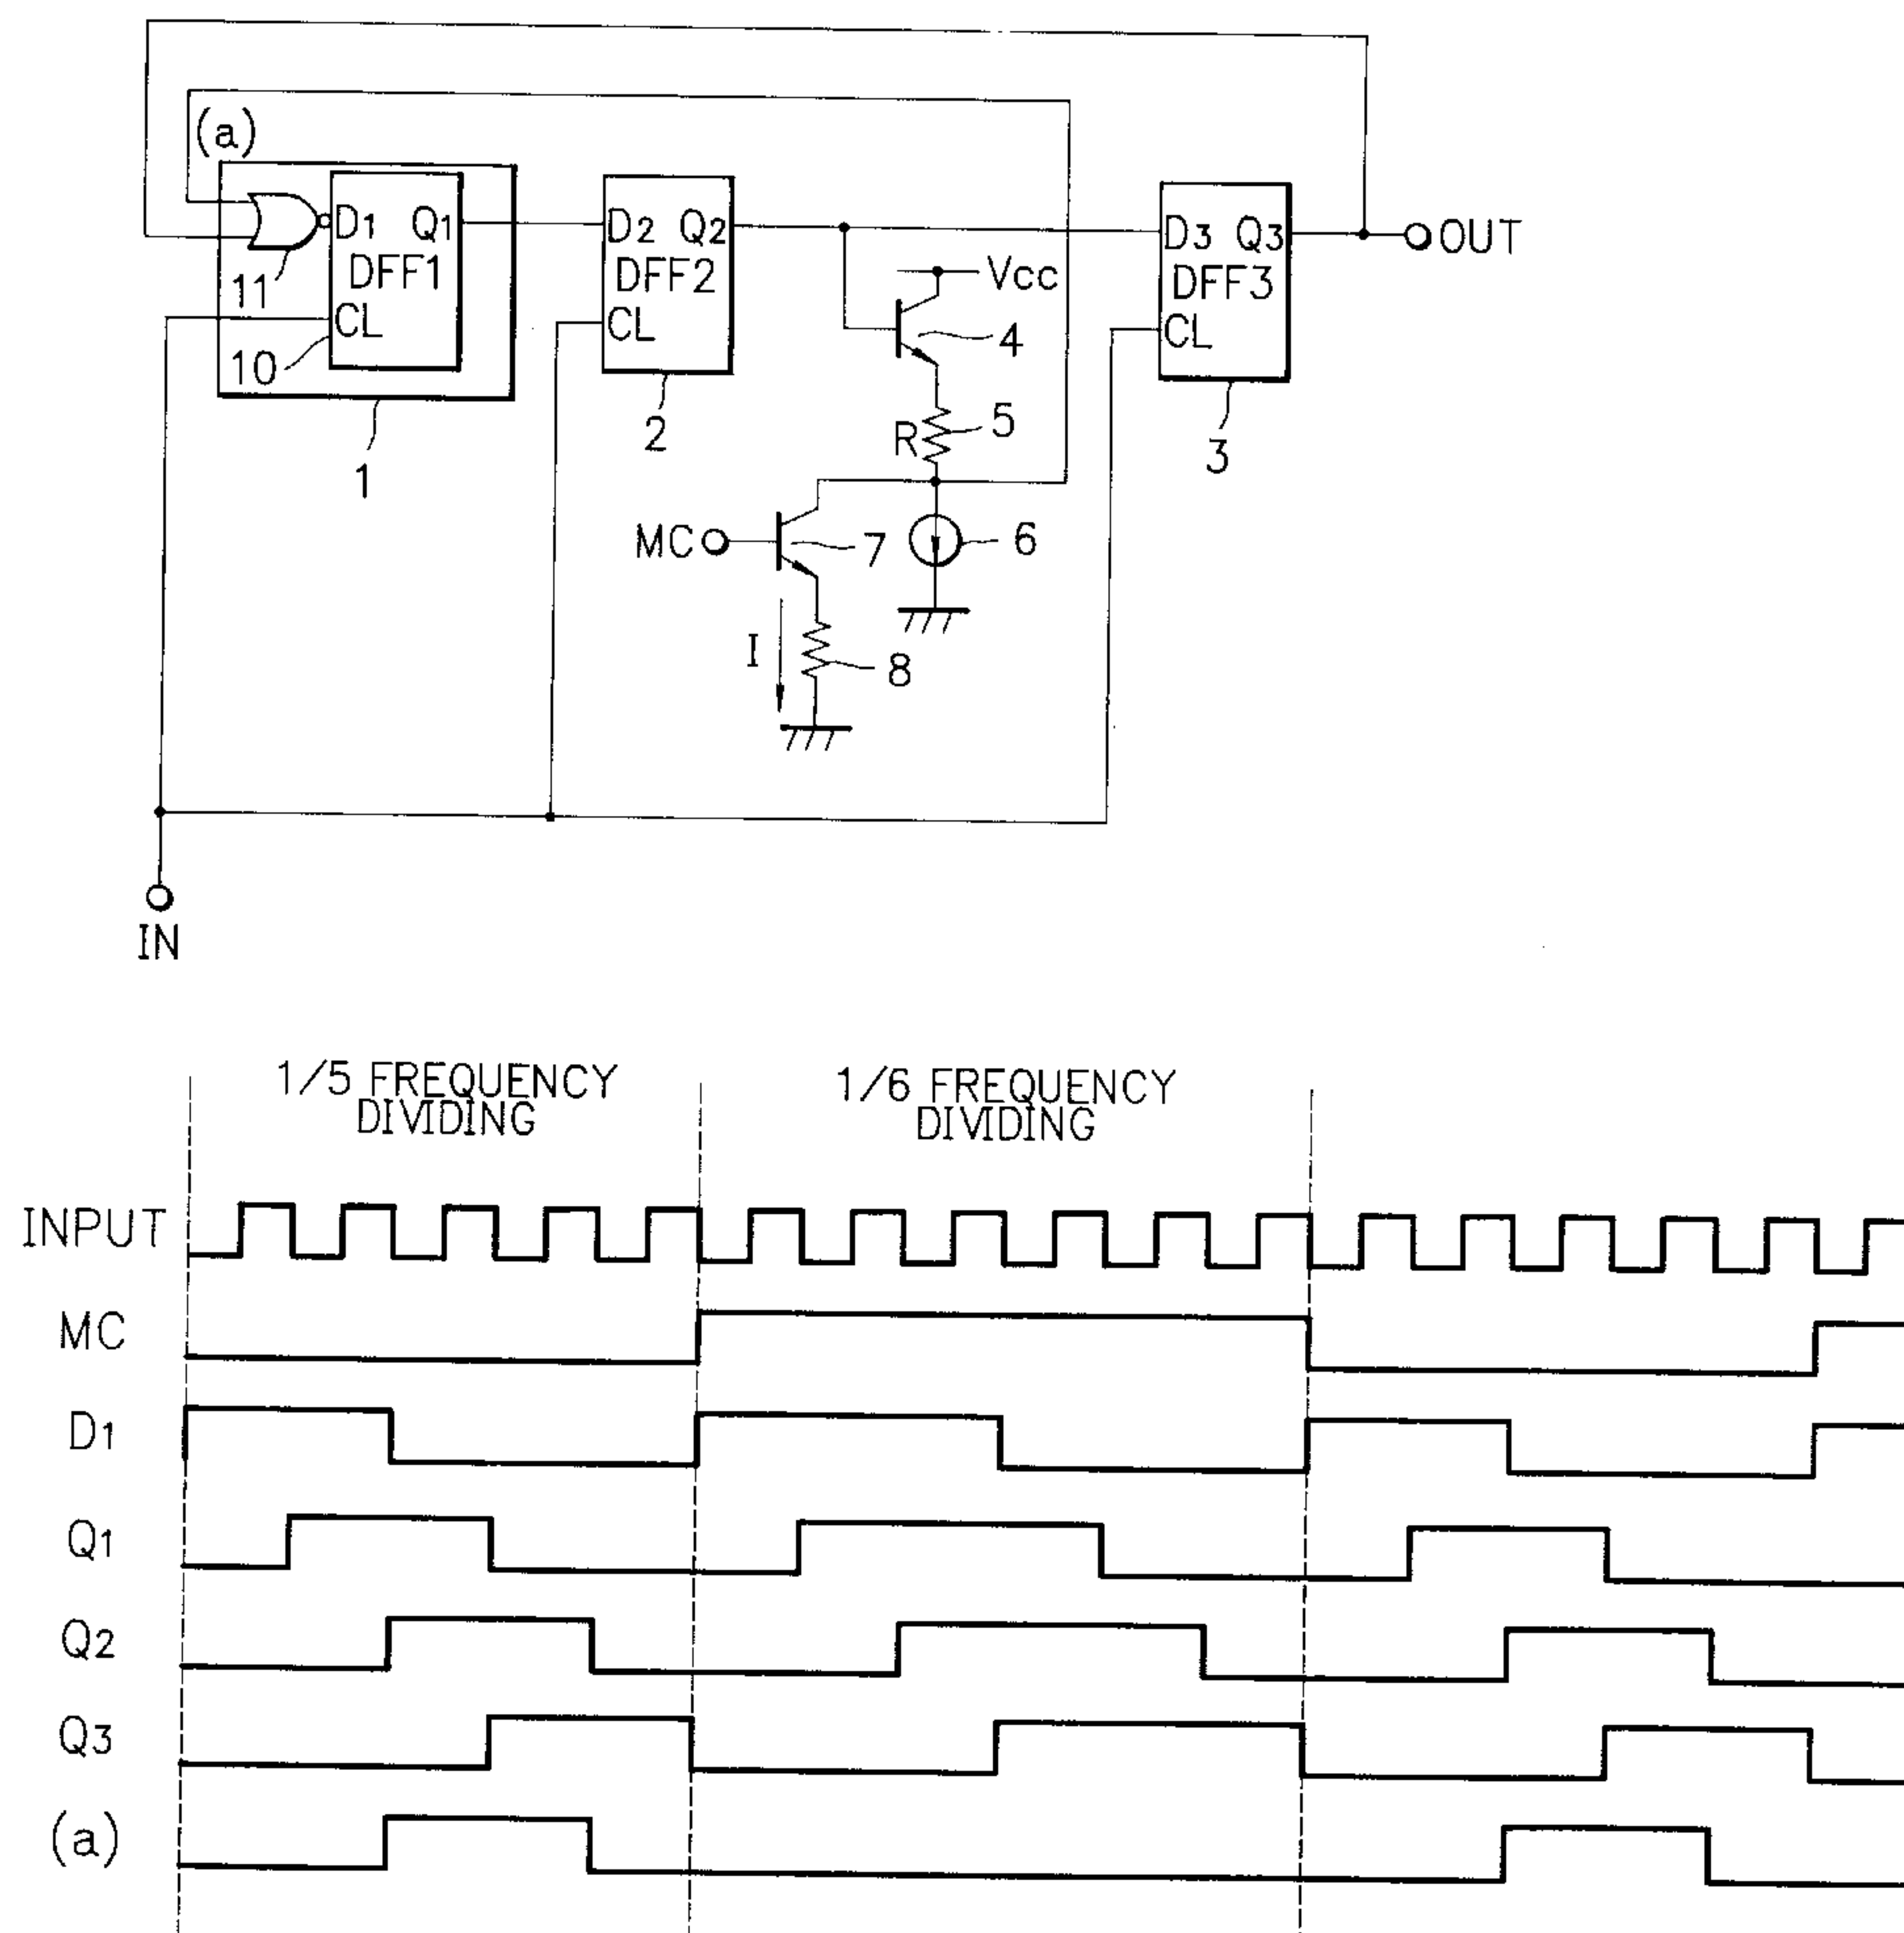 (a)
D1 Q1
DFF1
CL
11
10
1
D2 Q2
DFF2
CL
2
Vcc
4
R
5
MC
7
6
I
8
D3 Q3
DFF3
CL
3
OUT
IN
1/5 FREQUENCY
DIVIDING
1/6 FREQUENCY
DIVIDING
INPUT
MC
D1
Q1
Q2
Q3
(a)